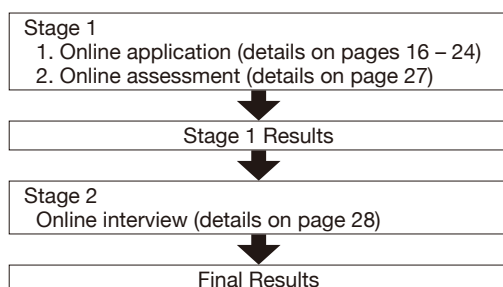 Stage 1
1. Online application (details on pages 16 – 24)
2. Online assessment (details on page 27)
Stage 1 Results
Stage 2
Online interview (details on page 28)
Final Results